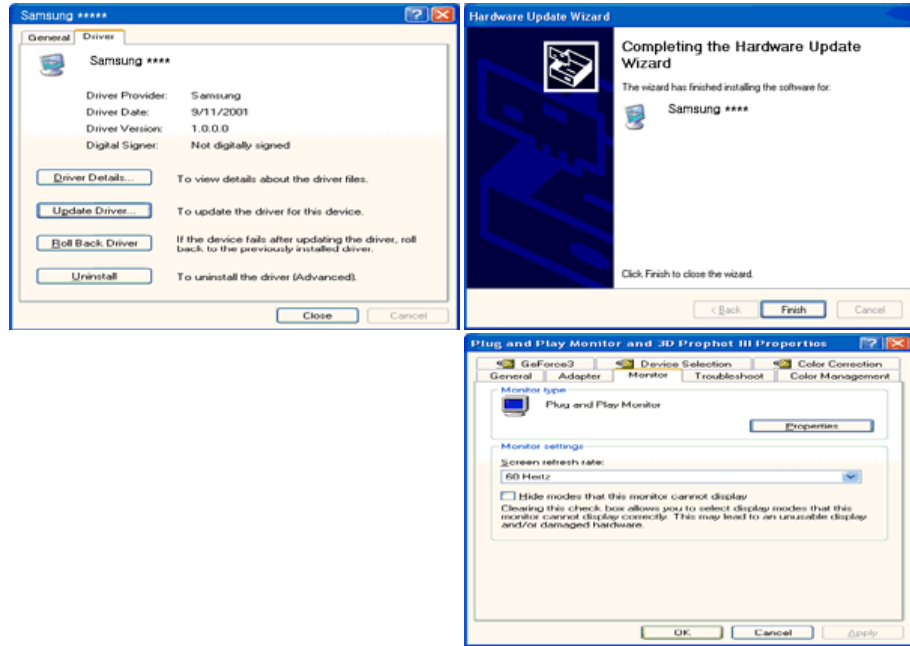 Samsung *****
General
Driver
Samsung ****
Driver Provider: Samsung
Driver Date: 9/11/2001
Driver Version: 1.0.0.0
Digital Signer: Not digitally signed
Driver Details...
To view details about the driver files.
Update Driver...
To update the driver for this device.
Roll Back Driver
If the device fails after updating the driver, roll
back to the previously installed driver.
Uninstall
To uninstall the driver (Advanced).
Close
Cancel
Hardware Update Wizard
Completing the Hardware Update
Wizard
The wizard has finished installing the software for:
Samsung ****
Click Finish to close the wizard.
< Back
Finish
Cancel
Plug and Play Monitor and 3D Prophet III Properties
GeForce3
Device Selection
Color Correction
General
Adapter
Monitor
Troubleshoot
Color Management
Monitor type
Plug and Play Monitor
Properties
Monitor settings
Screen refresh rate:
60 Hertz
Hide modes that this monitor cannot display
Clearing this check box allows you to select display modes that this
monitor cannot display correctly. This may lead to an unusable display
and/or damaged hardware.
OK
Cancel
Apply